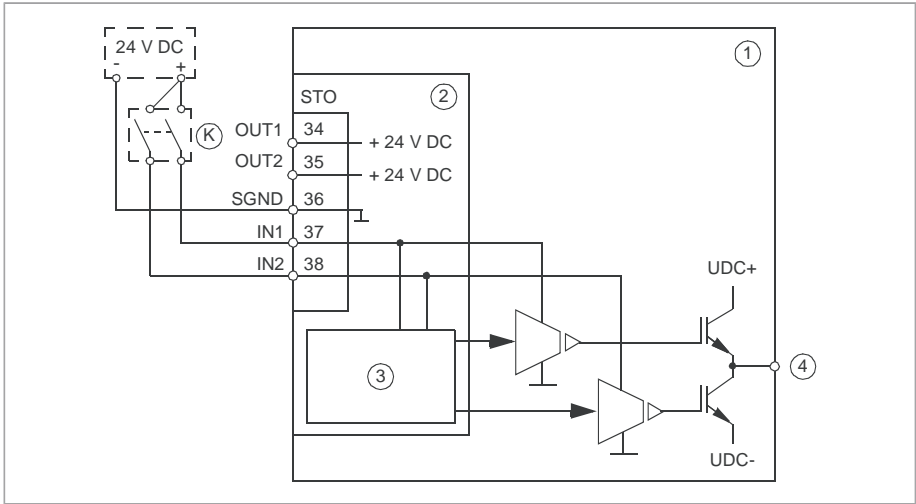 24 V DC
- +
K
1
2
STO
OUT1 34 + 24 V DC
OUT2 35 + 24 V DC
SGND 36
IN1 37
IN2 38
3
UDC+
4
UDC-